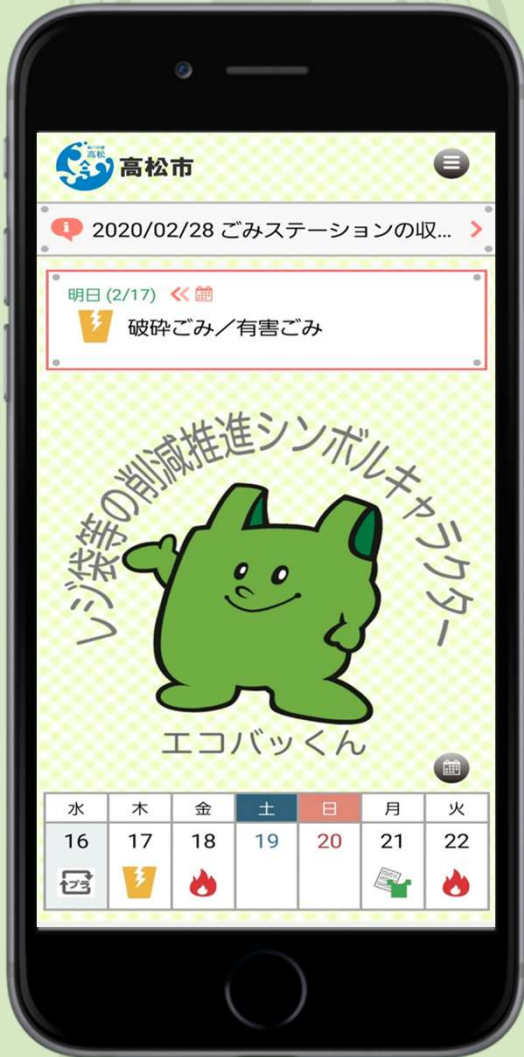 高松
高松市
2020/02/28 ごみステーションの収...
明日 (2/17)
破砕ごみ／有害ごみ
レジ袋等の削減推進シンボルキャラクター
エコバッくん
水 木 金 土 日 月 火
16 17 18 19 20 21 22
プラ